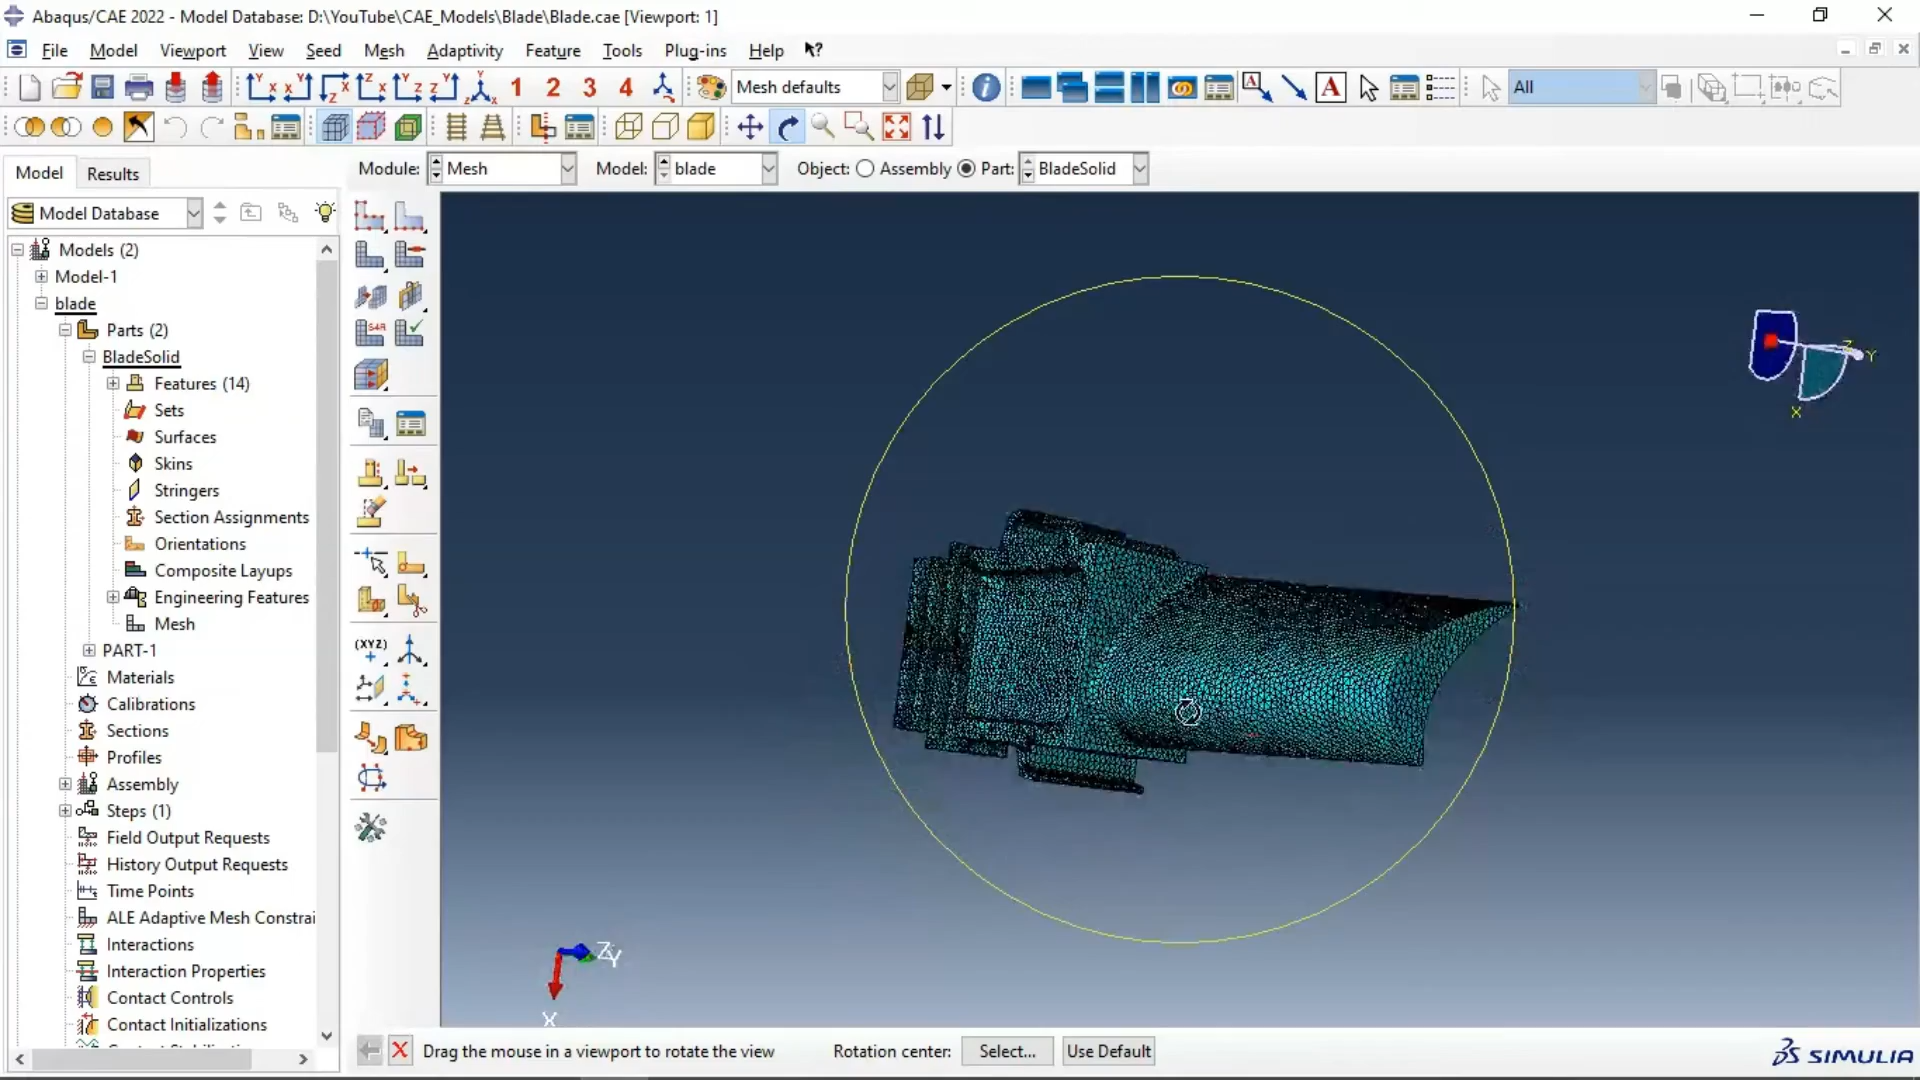 Abaqus/CAE 2022 - Model Database: D:\YouTube\CAE_Models\Blade\Blade.cae [Viewport: 1]
File Model Viewport View Seed Mesh Adaptivity Feature Tools Plug-ins Help
1 2 3 4 Mesh defaults A A All
Model Results
Module: Mesh Model: blade Object: Assembly Part: BladeSolid
Model Database
Models (2)
Model-1
blade
Parts (2)
BladeSolid
Features (14)
Sets
Surfaces
Skins
Stringers
Section Assignments
Orientations
Composite Layups
Engineering Features
Mesh
PART-1
Materials
Calibrations
Sections
Profiles
Assembly
Steps (1)
Field Output Requests
History Output Requests
Time Points
ALE Adaptive Mesh Constrai
Interactions
Interaction Properties
Contact Controls
Contact Initializations
S4R
(XYZ)
Z Y
X
Z Y
X
Drag the mouse in a viewport to rotate the view Rotation center: Select... Use Default
SIMULIA